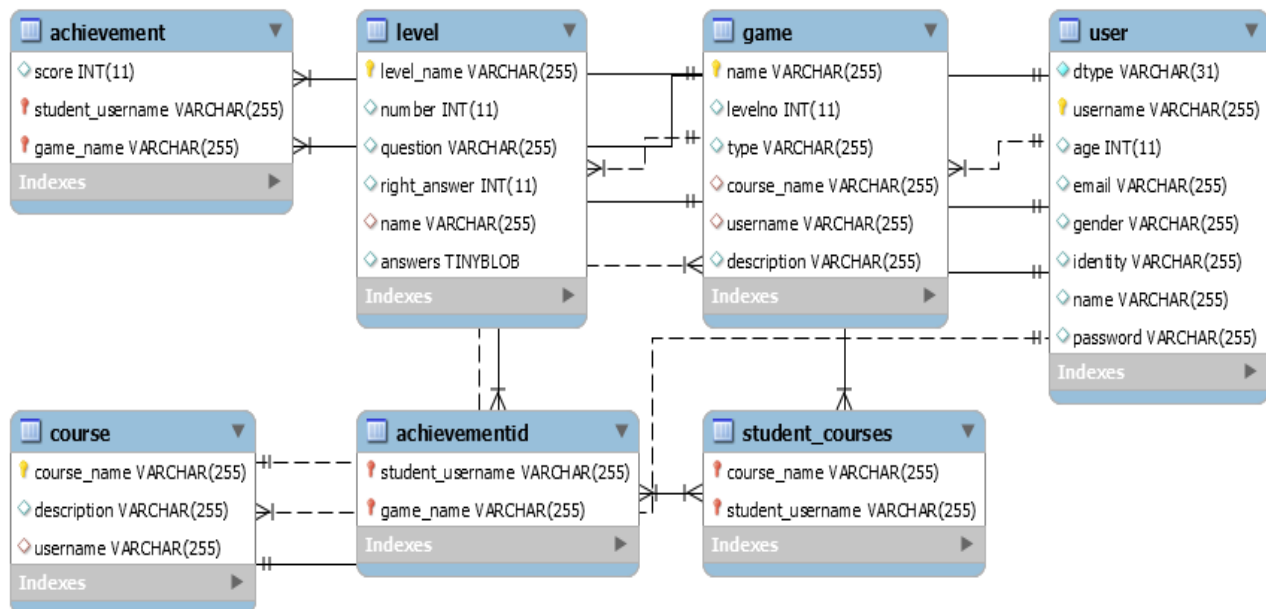 achievement
score INT(11)
student_username VARCHAR(255)
game_name VARCHAR(255)
Indexes
level
level_name VARCHAR(255)
number INT(11)
question VARCHAR(255)
right_answer INT(11)
name VARCHAR(255)
answers TINYBLOB
Indexes
game
name VARCHAR(255)
levelno INT(11)
type VARCHAR(255)
course_name VARCHAR(255)
username VARCHAR(255)
description VARCHAR(255)
Indexes
user
dtype VARCHAR(31)
username VARCHAR(255)
age INT(11)
email VARCHAR(255)
gender VARCHAR(255)
identity VARCHAR(255)
name VARCHAR(255)
password VARCHAR(255)
Indexes
course
course_name VARCHAR(255)
description VARCHAR(255)
username VARCHAR(255)
Indexes
achievementid
student_username VARCHAR(255)
game_name VARCHAR(255)
Indexes
student_courses
course_name VARCHAR(255)
student_username VARCHAR(255)
Indexes